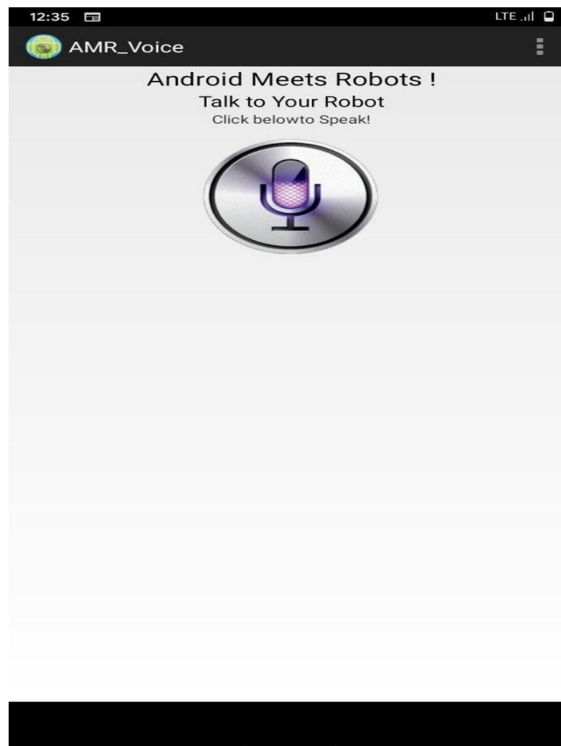 12:35 LTE
AMR_Voice
Android Meets Robots !
Talk to Your Robot
Click belowto Speak!